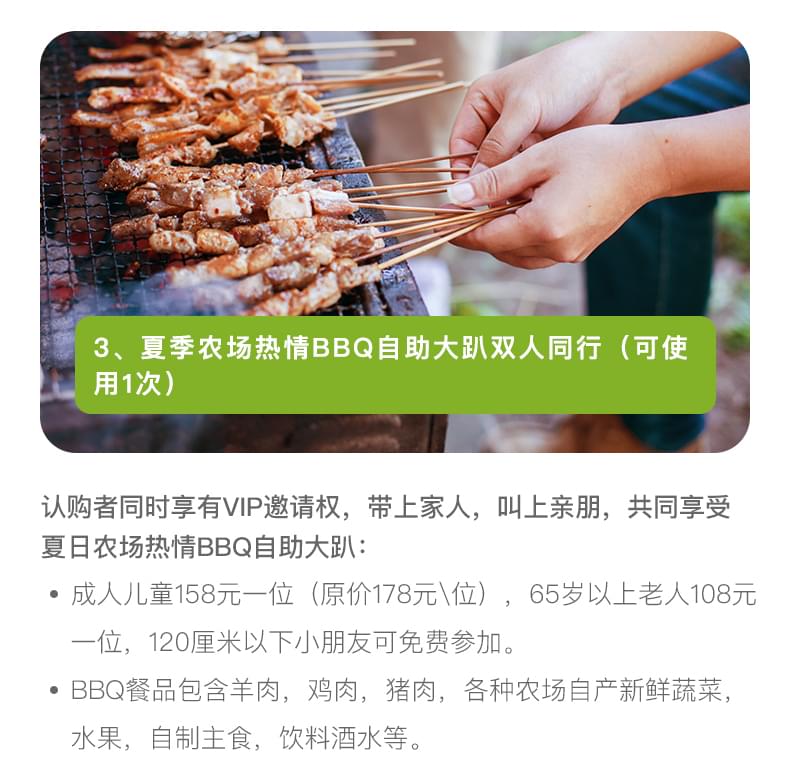 3、夏季农场热情BBQ自助大趴双人同行（可使
用1次）
认购者同时享有VIP邀请权，带上家人，叫上亲朋，共同享受
夏日农场热情BBQ自助大趴：
• 成人儿童158元一位（原价178元\位），65岁以上老人108元
一位，120厘米以下小朋友可免费参加。
• BBQ餐品包含羊肉，鸡肉，猪肉，各种农场自产新鲜蔬菜，
水果，自制主食，饮料酒水等。